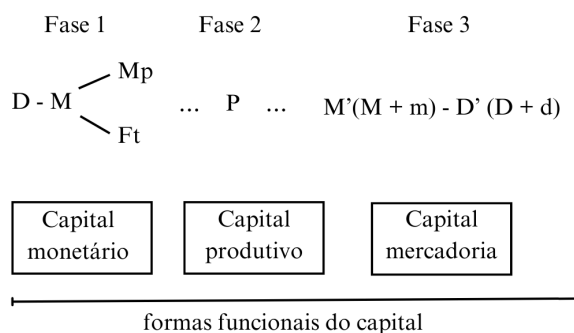 Fase 1 Fase 2 Fase 3
Mp
D - M ... P ... M’(M + m) - D’ (D + d)
Ft
Capital monetário
Capital produtivo
Capital mercadoria
formas funcionais do capital